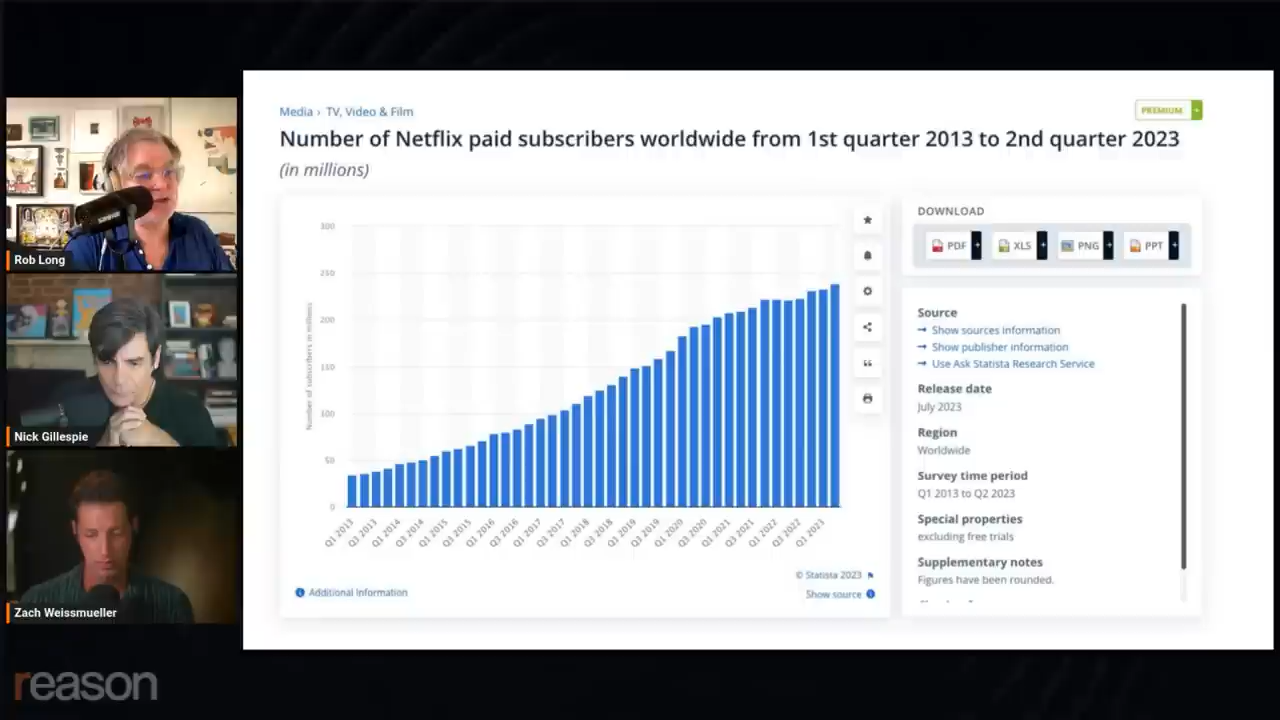 Media › TV, Video & Film
PREMIUM +
Number of Netflix paid subscribers worldwide from 1st quarter 2013 to 2nd quarter 2023
(in millions)
Number of subscribers in millions
300
250
200
150
100
50
0
Q1 2013
Q3 2013
Q1 2014
Q3 2014
Q1 2015
Q3 2015
Q1 2016
Q3 2016
Q1 2017
Q3 2017
Q1 2018
Q3 2018
Q1 2019
Q3 2019
Q1 2020
Q3 2020
Q1 2021
Q3 2021
Q1 2022
Q3 2022
Q1 2023
© Statista 2023
Additional Information
Show source
DOWNLOAD
PDF + XLS + PNG + PPT +
Source
→ Show sources information
→ Show publisher information
→ Use Ask Statista Research Service
Release date
July 2023
Region
Worldwide
Survey time period
Q1 2013 to Q2 2023
Special properties
excluding free trials
Supplementary notes
Figures have been rounded.
Rob Long
Nick Gillespie
Zach Weissmueller
reason